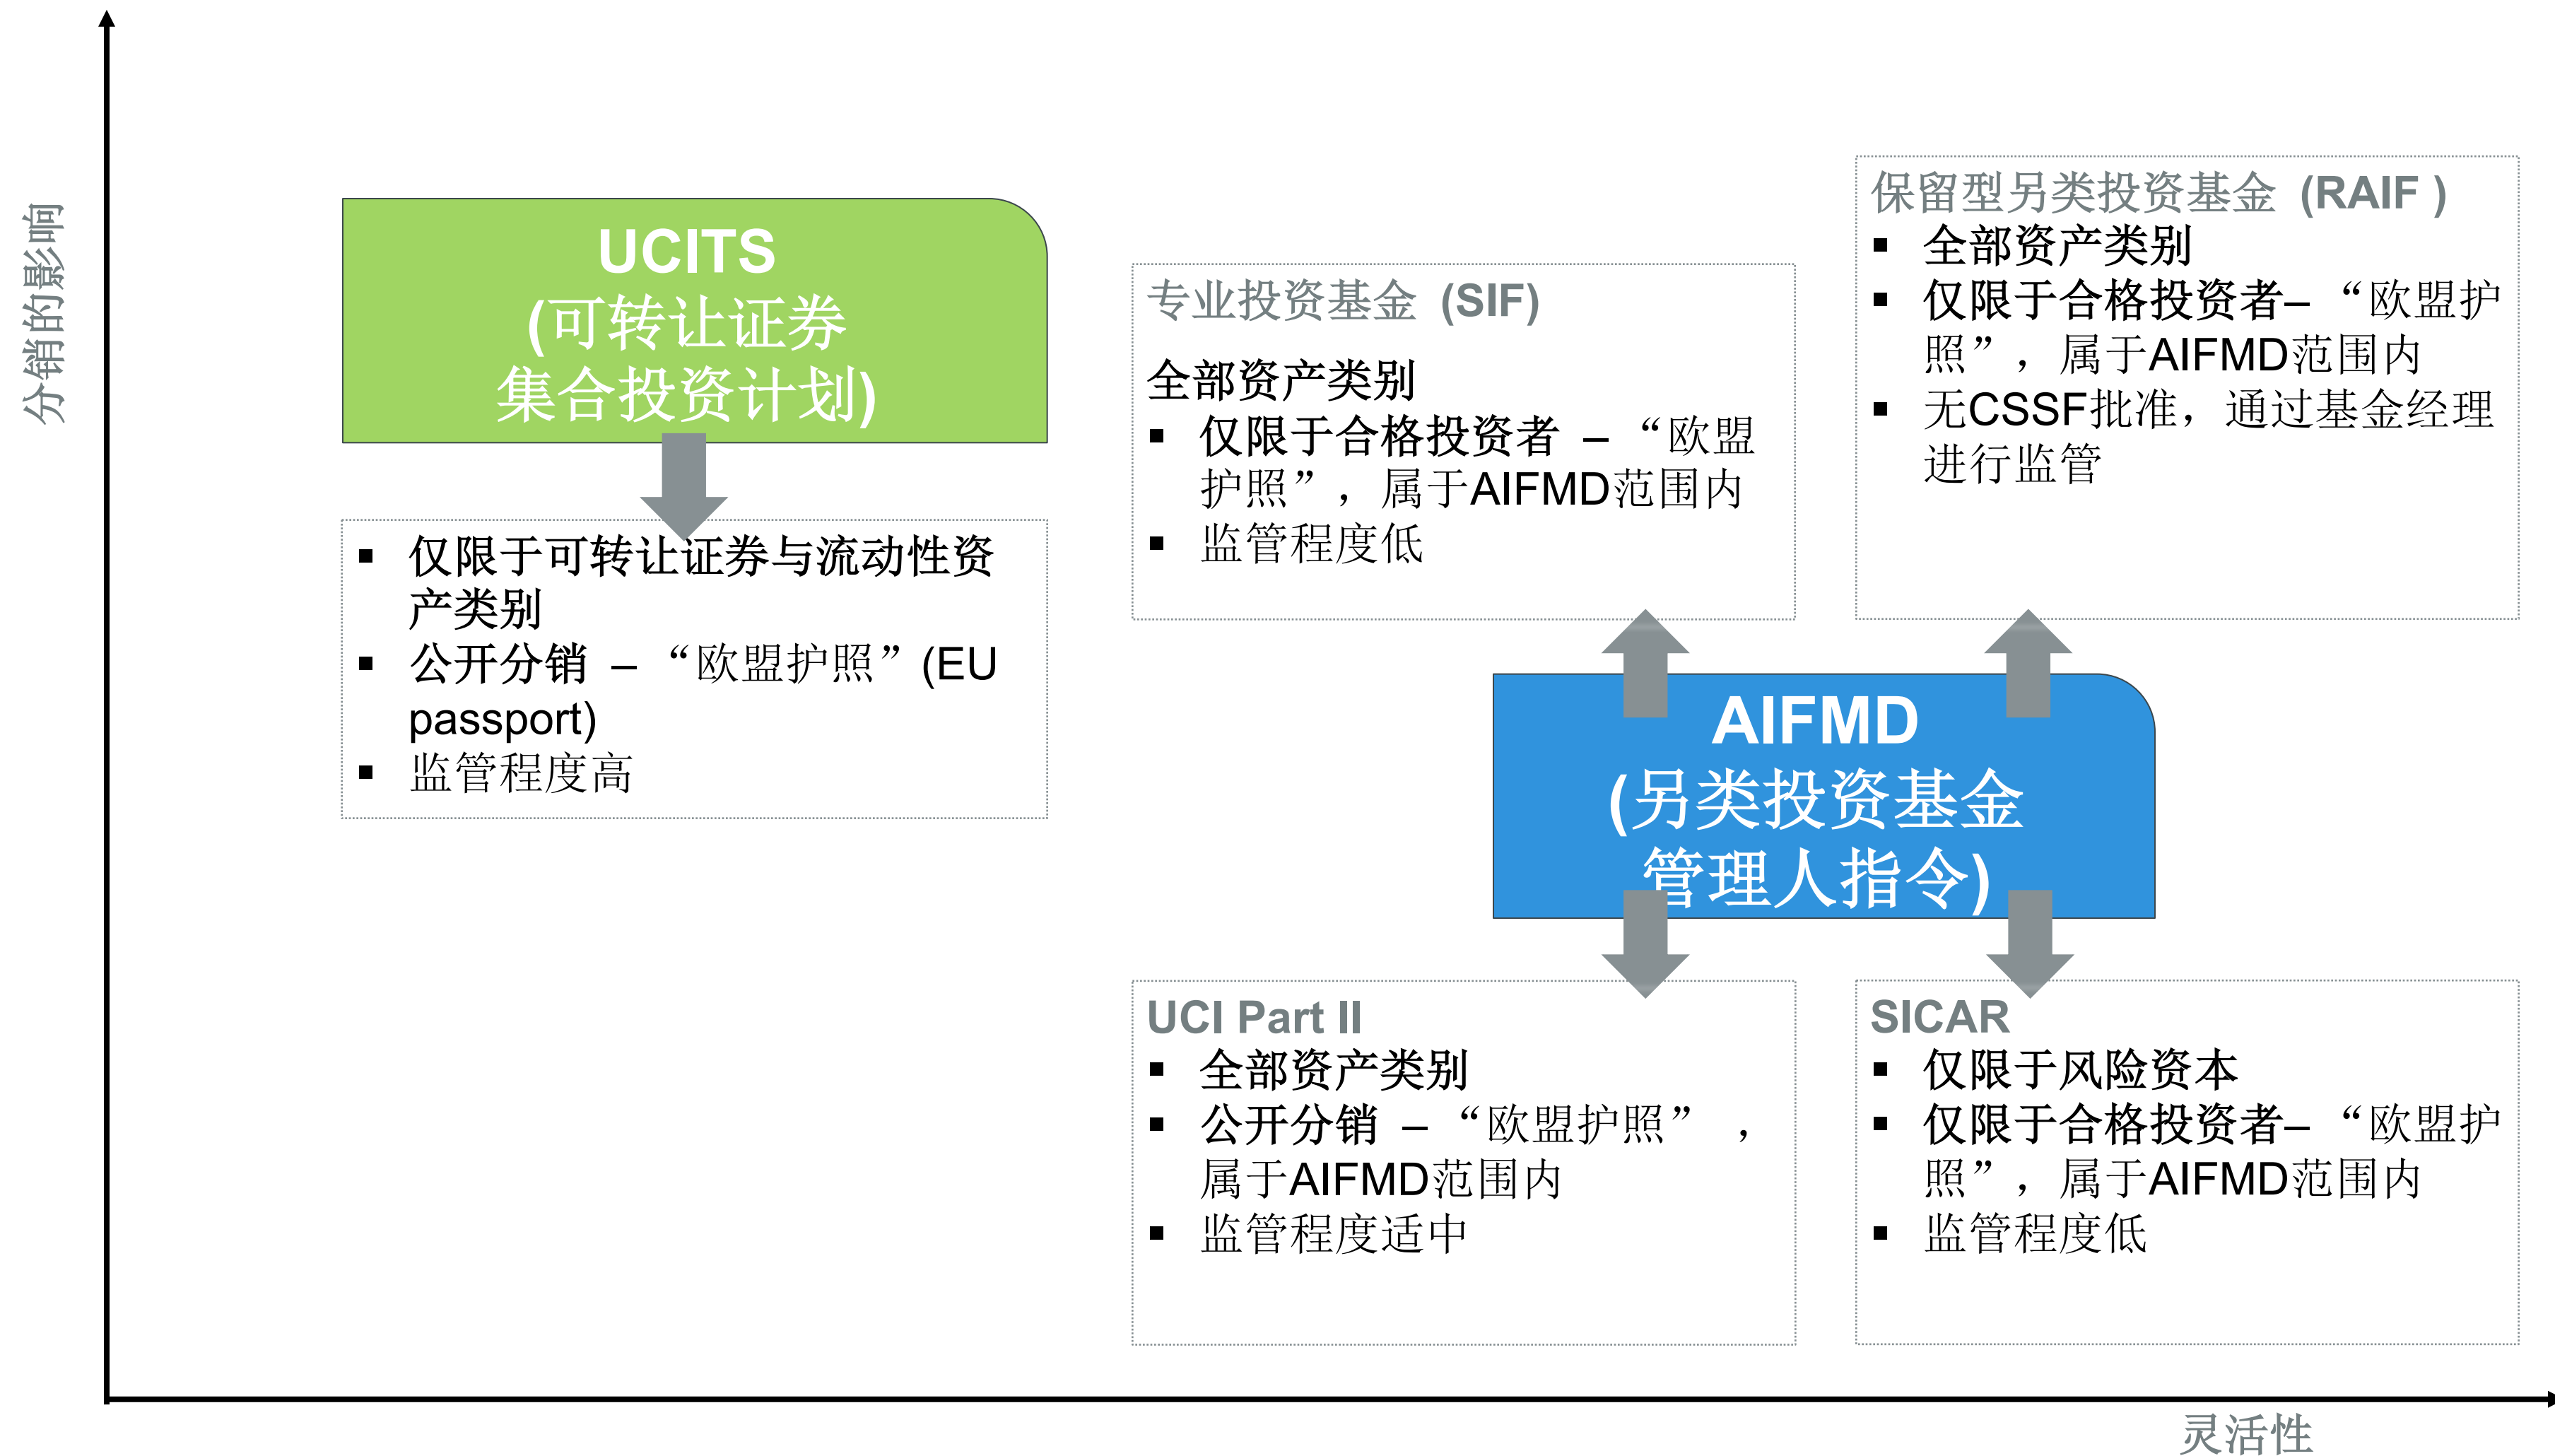 分销的影响
UCITS
(可转让证券
集合投资计划)
▪ 仅限于可转让证券与流动性资
产类别
▪ 公开分销 – “欧盟护照” (EU
passport)
▪ 监管程度高
专业投资基金 (SIF)
全部资产类别
▪ 仅限于合格投资者 – “欧盟
护照”，属于AIFMD范围内
▪ 监管程度低
保留型另类投资基金 (RAIF )
▪ 全部资产类别
▪ 仅限于合格投资者– “欧盟护
照”，属于AIFMD范围内
▪ 无CSSF批准，通过基金经理
进行监管
AIFMD
(另类投资基金
管理人指令)
UCI Part II
▪ 全部资产类别
▪ 公开分销 – “欧盟护照” ，
属于AIFMD范围内
▪ 监管程度适中
SICAR
▪ 仅限于风险资本
▪ 仅限于合格投资者– “欧盟护
照”，属于AIFMD范围内
▪ 监管程度低
灵活性